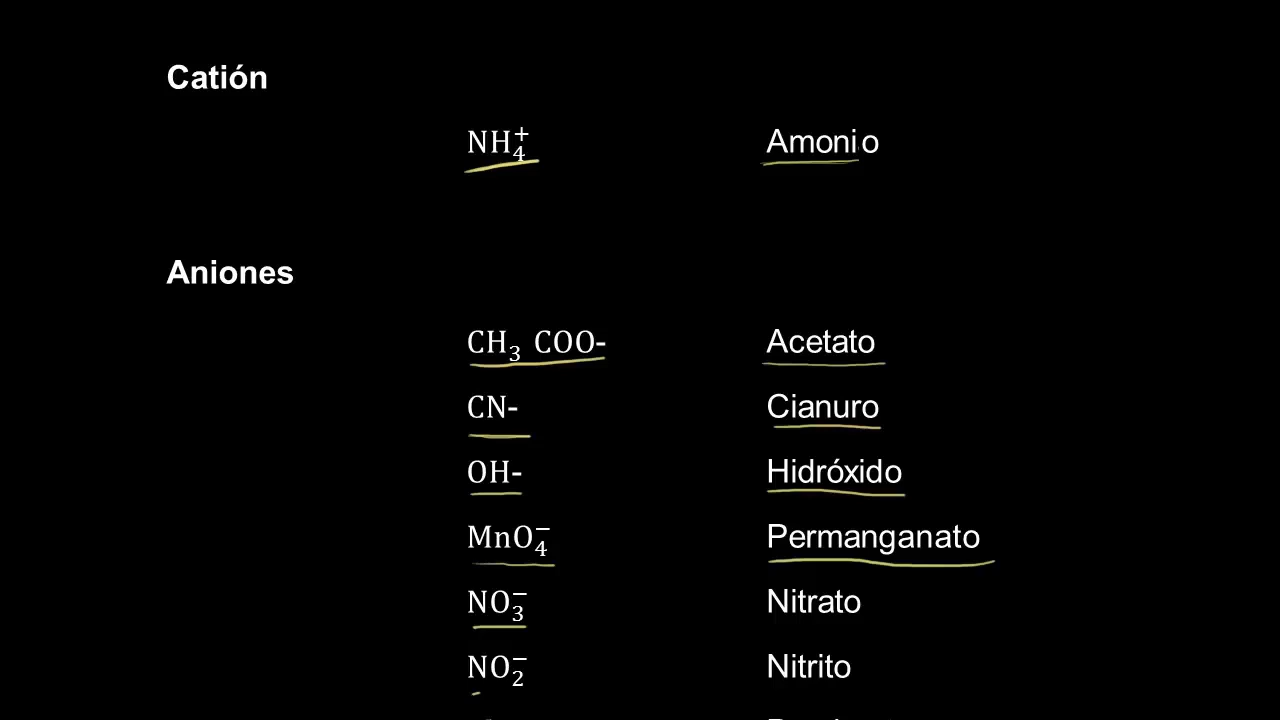 Catión
NH₄⁺ Amonio
Aniones
CH₃ COO- Acetato
CN- Cianuro
OH- Hidróxido
MnO₄⁻ Permanganato
NO₃⁻ Nitrato
NO₂⁻ Nitrito